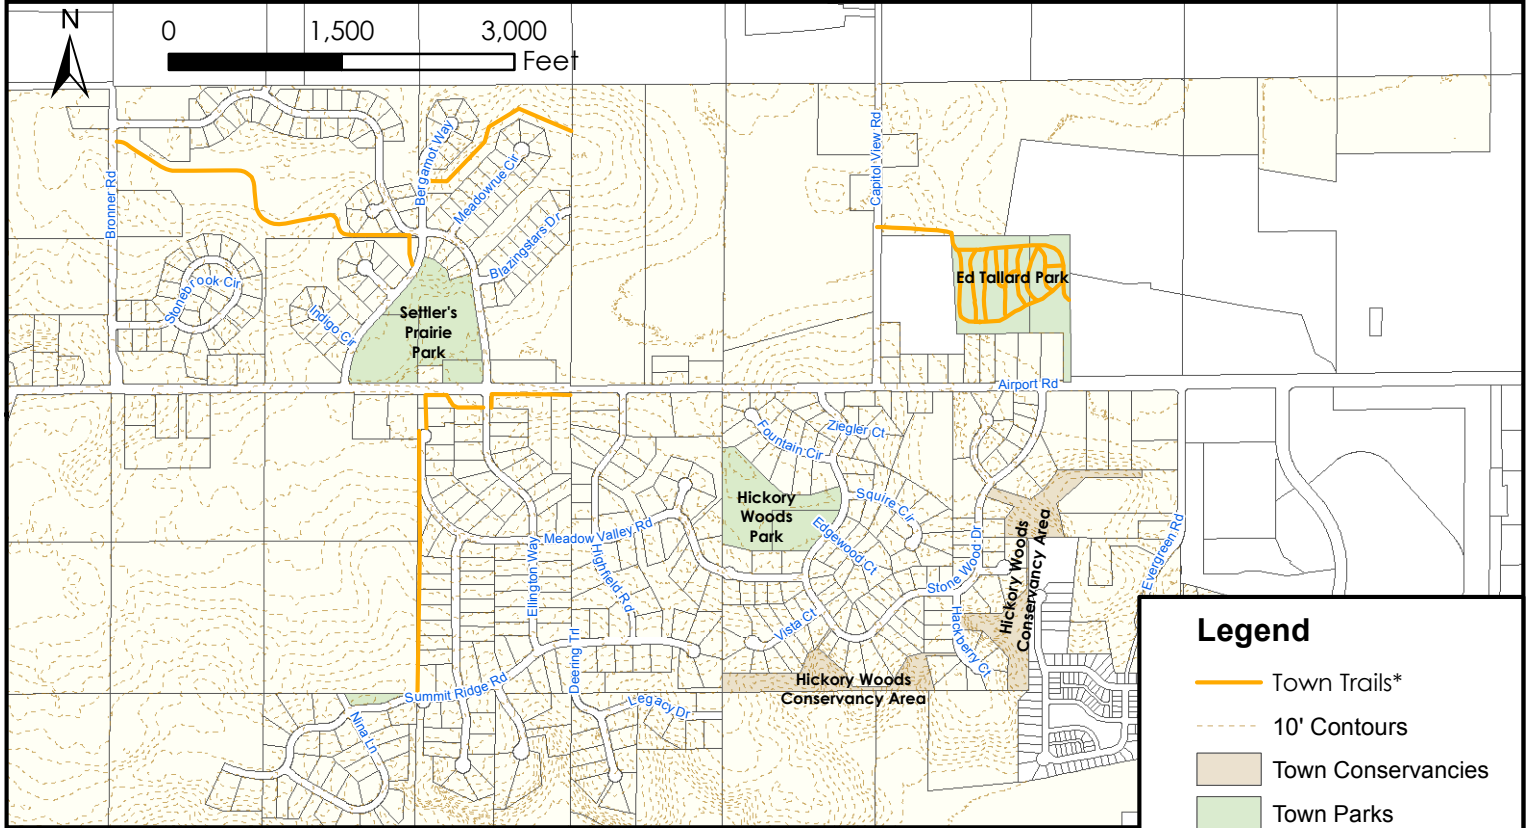 N
0 1,500 3,000
Feet
Bronner Rd
Bergamot Way
Meadowrue Cir
Blazingstars Dr
Stonebrook Cir
Indigo Cir
Settler's
Prairie
Park
Capitol View Rd
Ed Tallard Park
Airport Rd
Fountain Cir
Ziegler Ct
Squire Cir
Hickory
Woods
Park
Edgewood Ct
Meadow Valley Rd
Ellington Way
Highfield Rd
Stone Wood Dr
Hickory Woods
Conservancy Area
Evergreen Rd
Vista Ct
Hackberry Ct
Deering Trl
Summit Ridge Rd
Legacy Dr
Nina Ln
Hickory Woods
Conservancy Area
Legend
Town Trails*
10' Contours
Town Conservancies
Town Parks